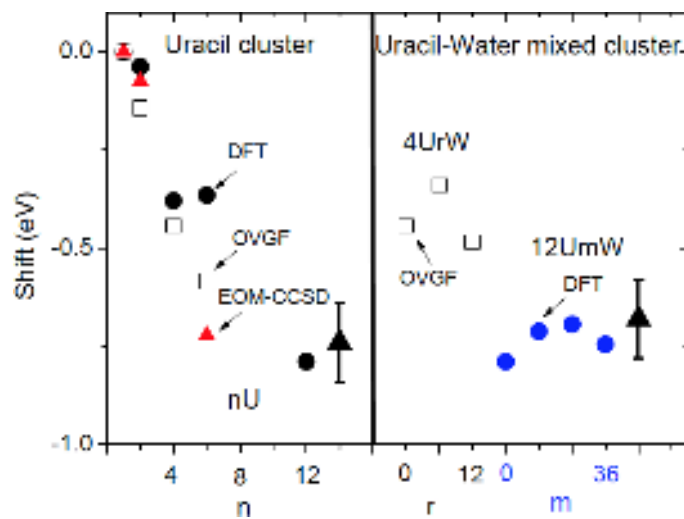 0.0
-0.5
-1.0
Shift (eV)
Uracil cluster
DFT
OVGF
EOM-CCSD
nU
4
8
12
n
Uracil-Water mixed cluster
4UrW
OVGF
12UmW
DFT
0
12
0
36
r
m